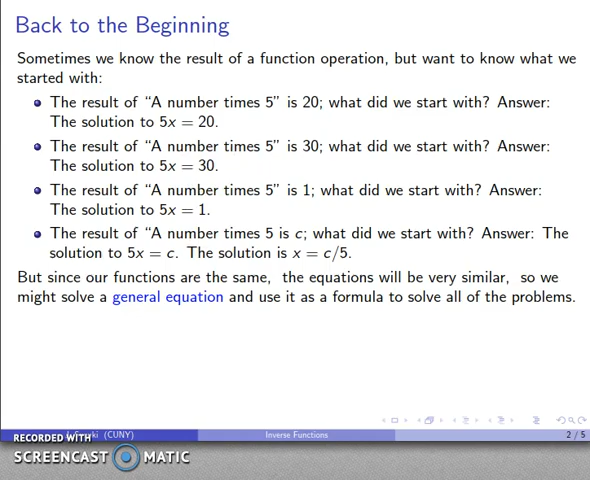 Back to the Beginning
Sometimes we know the result of a function operation, but want to know what we
started with:
The result of “A number times 5” is 20; what did we start with? Answer:
The solution to 5x = 20.
The result of “A number times 5” is 30; what did we start with? Answer:
The solution to 5x = 30.
The result of “A number times 5” is 1; what did we start with? Answer:
The solution to 5x = 1.
The result of “A number times 5 is c; what did we start with? Answer: The
solution to 5x = c. The solution is x = c/5.
But since our functions are the same, the equations will be very similar, so we
might solve a general equation and use it as a formula to solve all of the problems.
(CUNY) Inverse Functions 2 / 5
RECORDED WITH
SCREENCAST MATIC